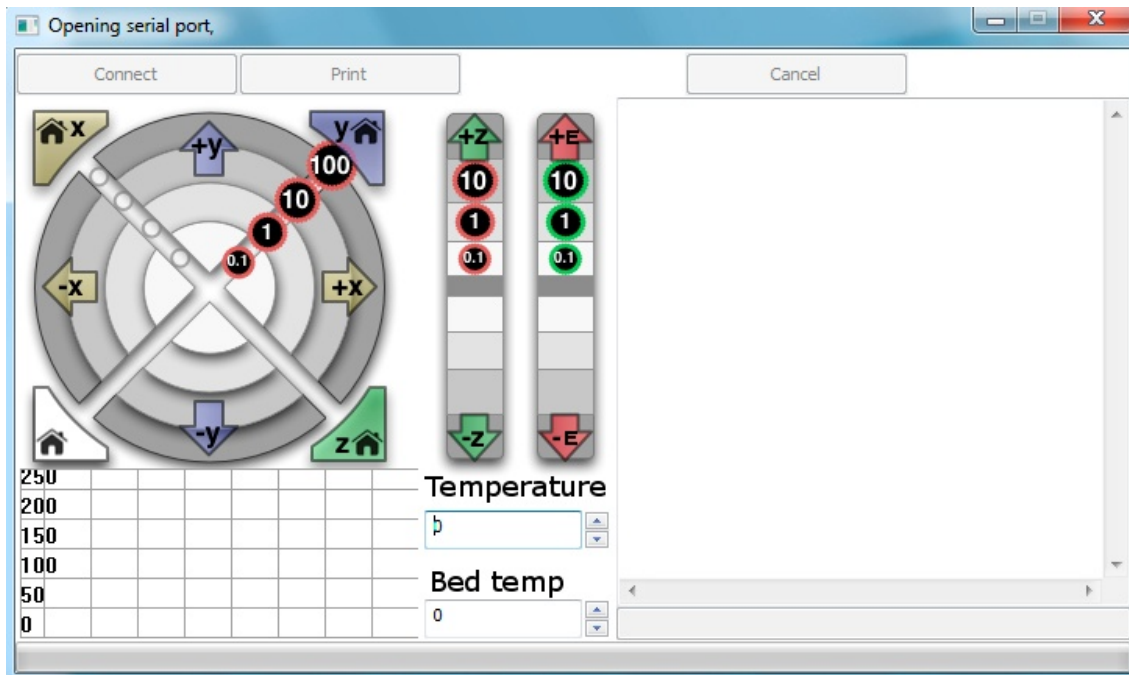 Opening serial port,
Connect Print Cancel
x +y y
100
10
1
0.1
-x +x
-y z
+Z +E
10 10
1 1
0.1 0.1
-Z -E
250
200
150
100
50
0
Temperature
0
Bed temp
0